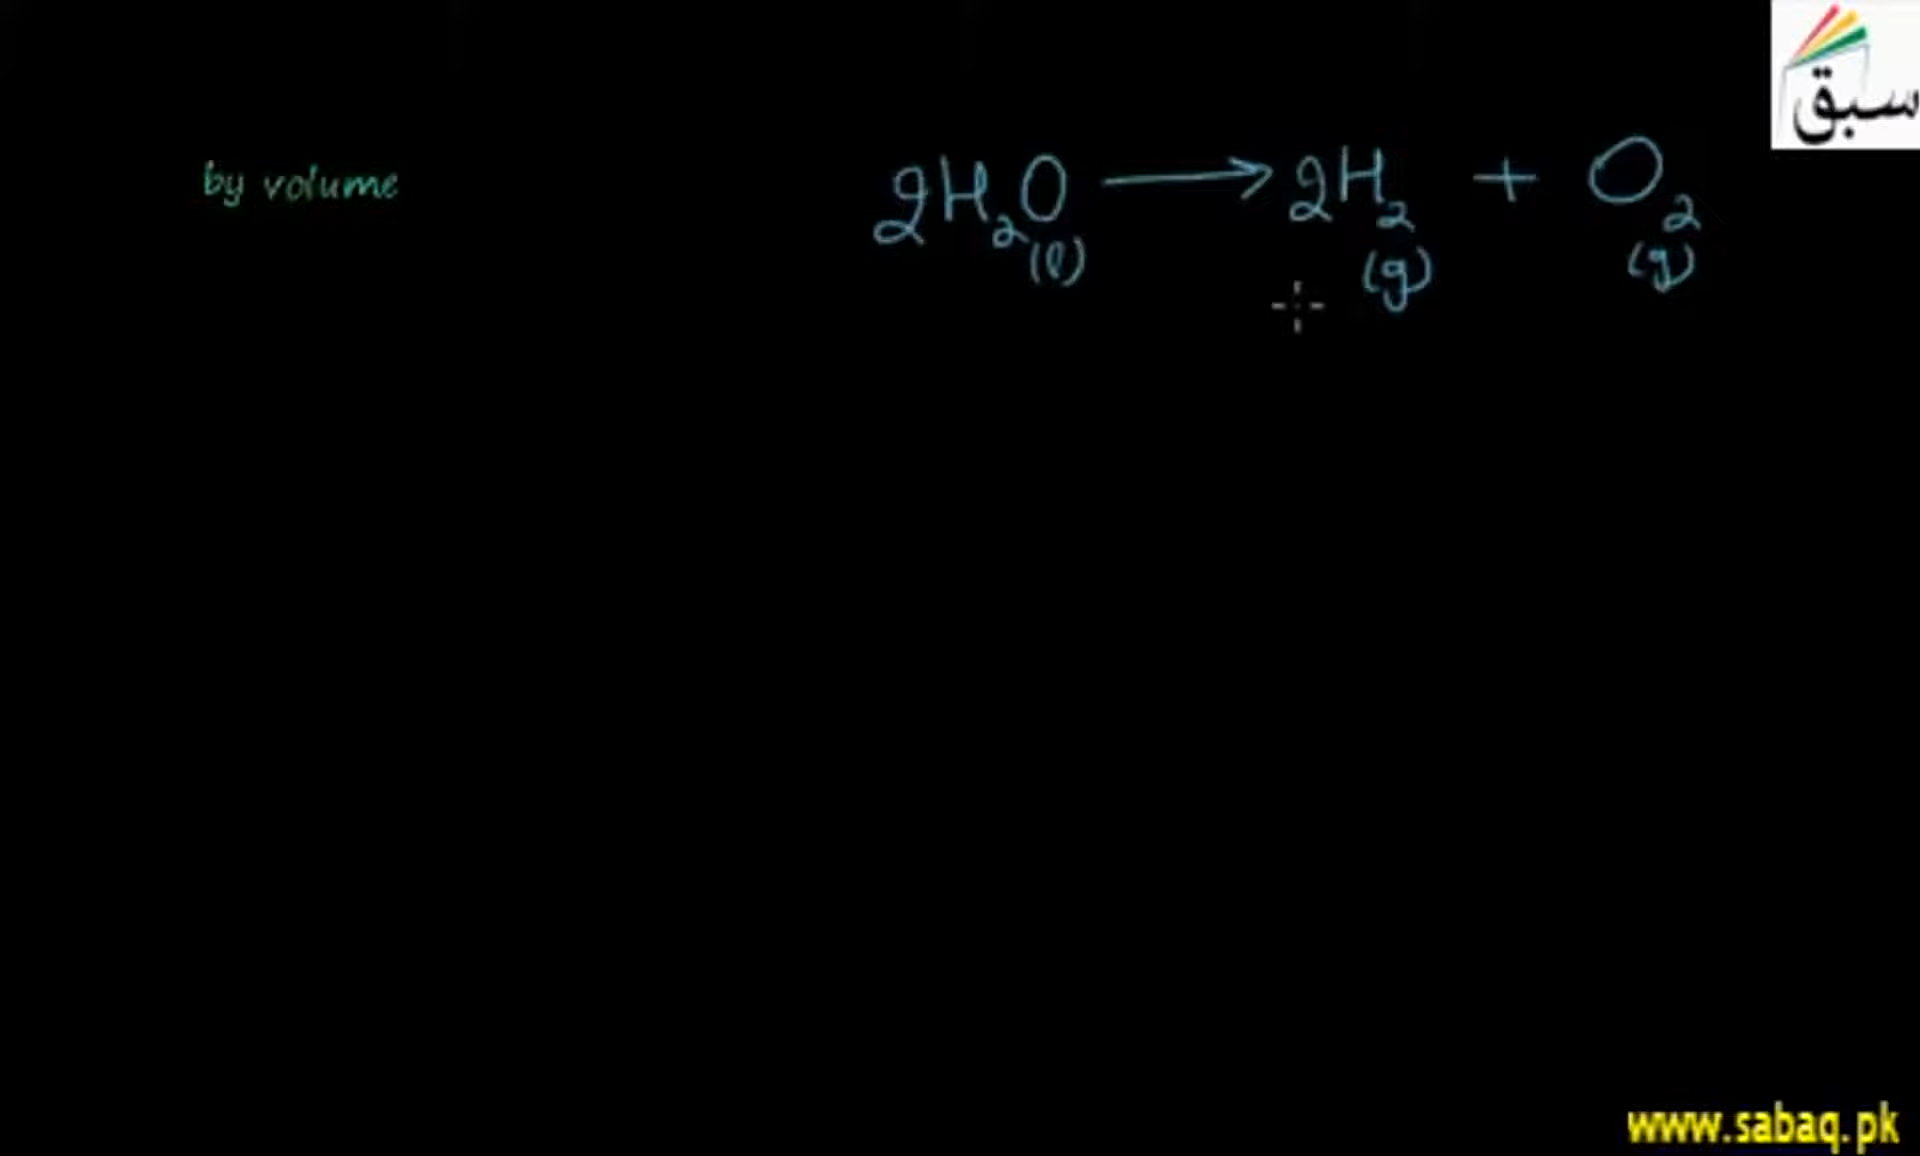 سبق
by volume
2H₂O(l) → 2H₂(g) + O₂(g)
www.sabaq.pk